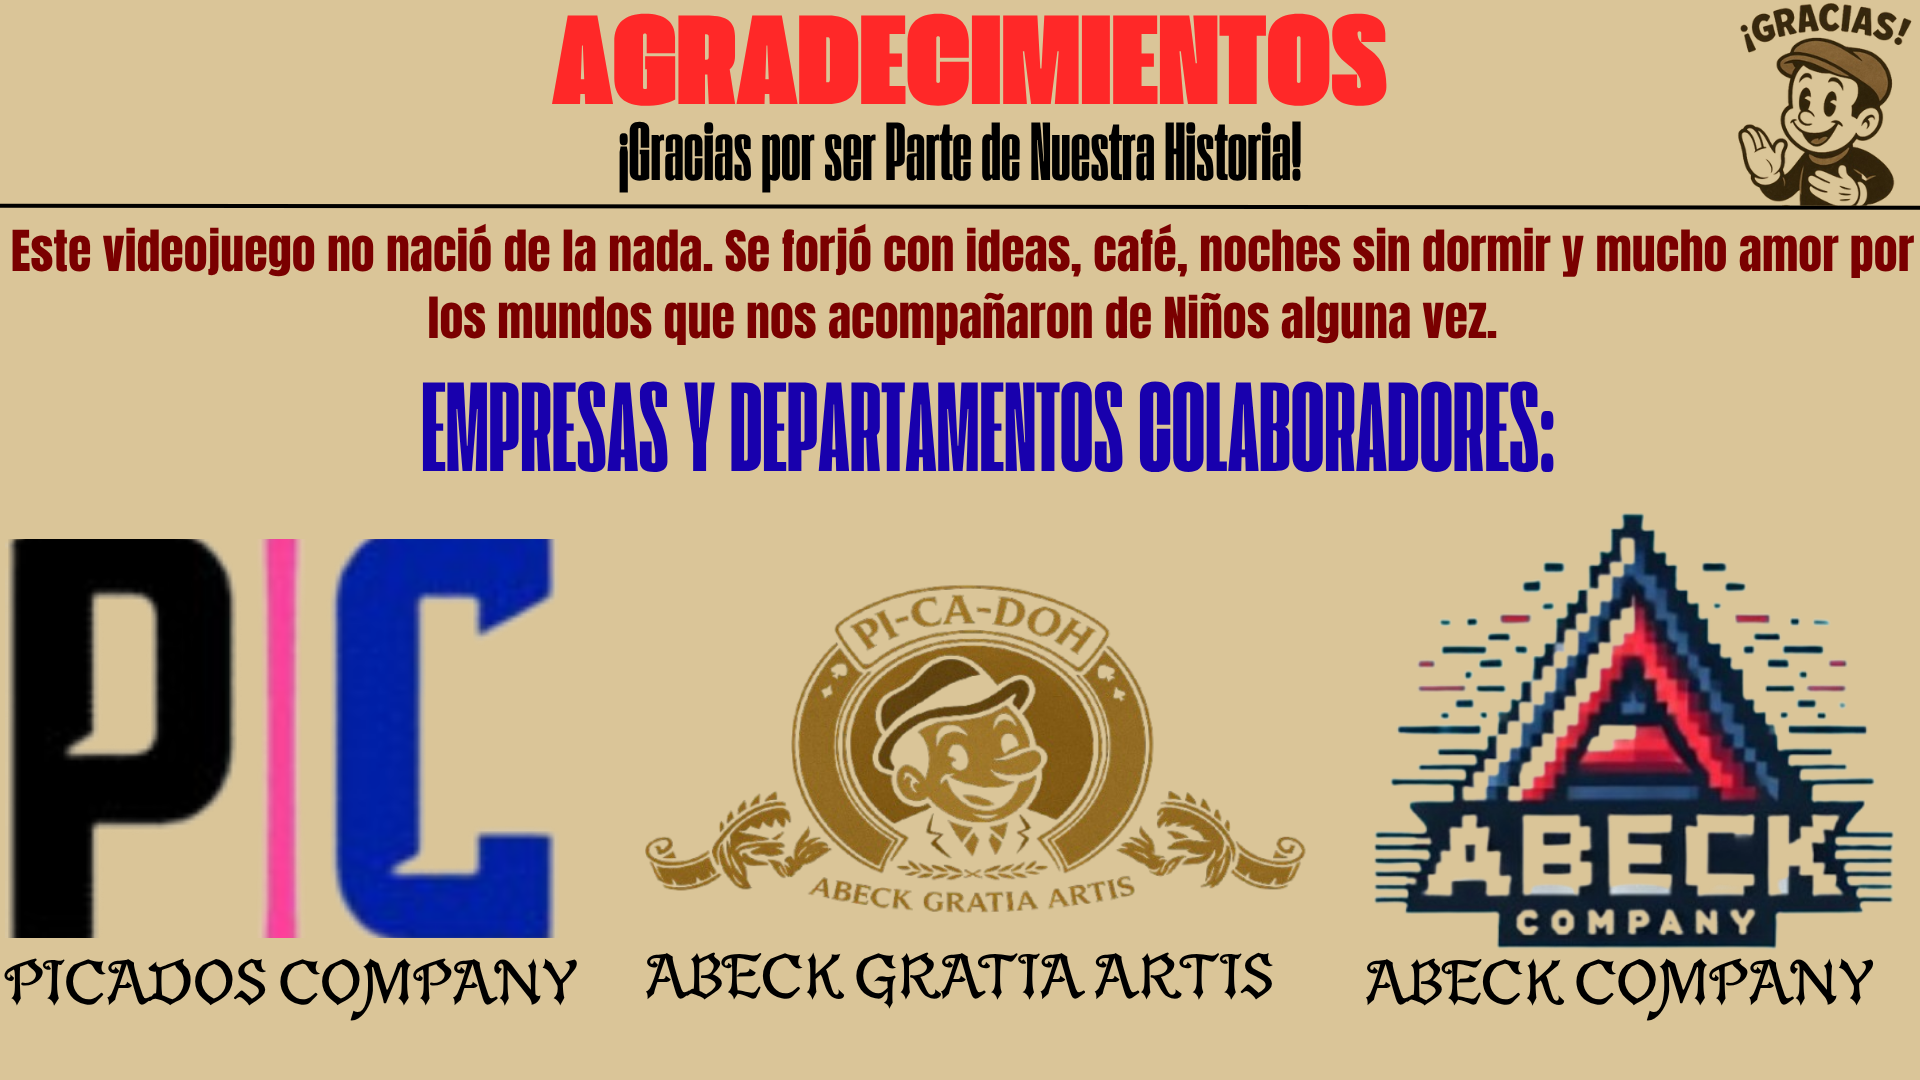 AGRADECIMIENTOS
¡GRACIAS!
¡Gracias por ser Parte de Nuestra Historia!
Este videojuego no nació de la nada. Se forjó con ideas, café, noches sin dormir y mucho amor por
los mundos que nos acompañaron de Niños alguna vez.
EMPRESAS Y DEPARTAMENTOS COLABORADORES:
P|C
PICADOS COMPANY
PI-CA-DOH
ABECK GRATIA ARTIS
ABECK GRATIA ARTIS
A
ABECK
COMPANY
ABECK COMPANY